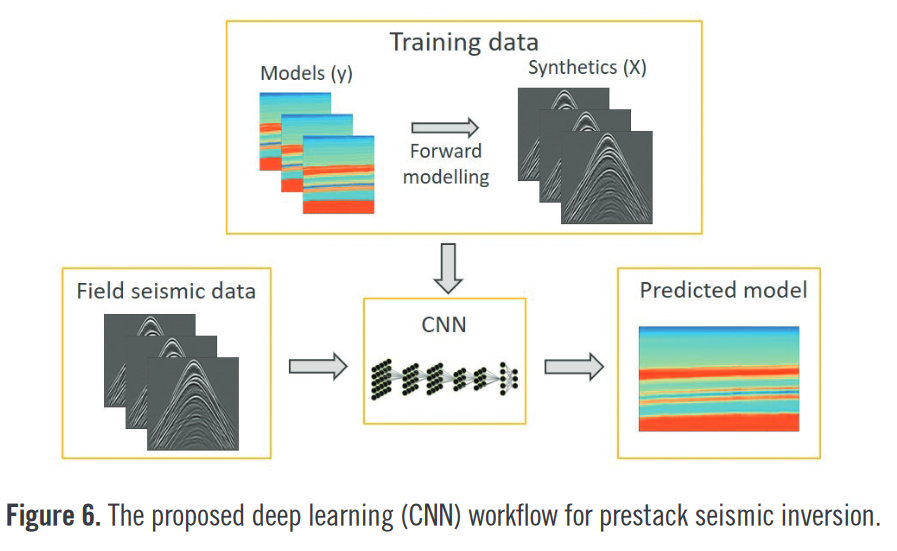 Training data
Models (y)
Synthetics (X)
Forward
modelling
Field seismic data
CNN
Predicted model
Figure 6. The proposed deep learning (CNN) workflow for prestack seismic inversion.